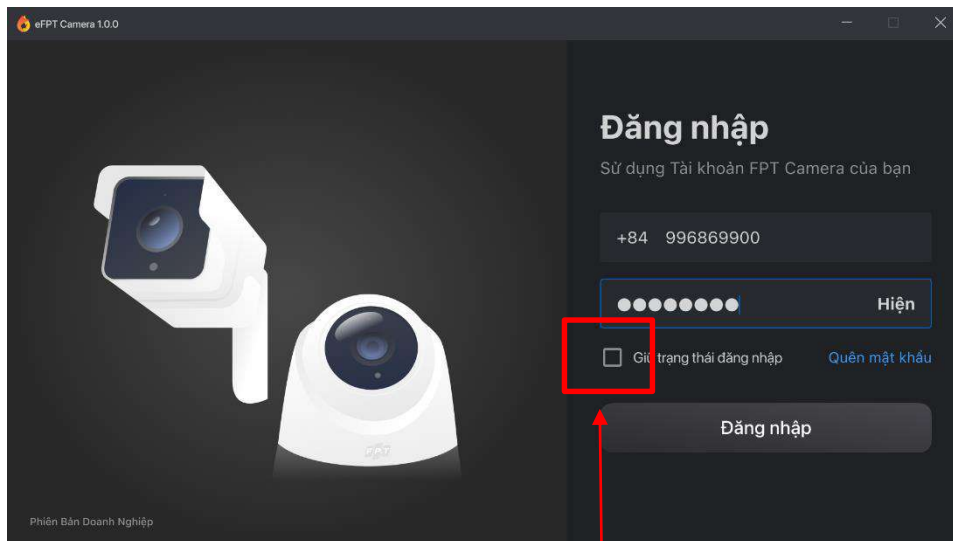 eFPT Camera 1.0.0
Đăng nhập
Sử dụng Tài khoản FPT Camera của bạn
+84 996869900
Hiện
Giữ trạng thái đăng nhập Quên mật khẩu
Đăng nhập
FPT
Phiên Bản Doanh Nghiệp